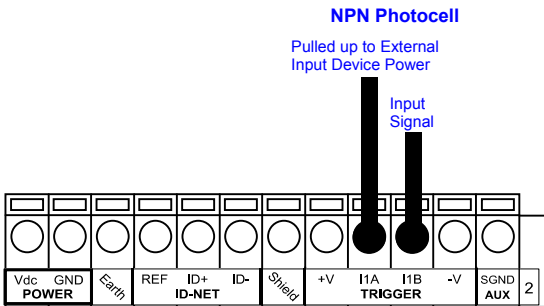 NPN Photocell
Pulled up to External
Input Device Power
Input
Signal
Vdc GND Earth REF ID+ ID- Shield +V I1A I1B -V SGND 2
POWER ID-NET TRIGGER AUX